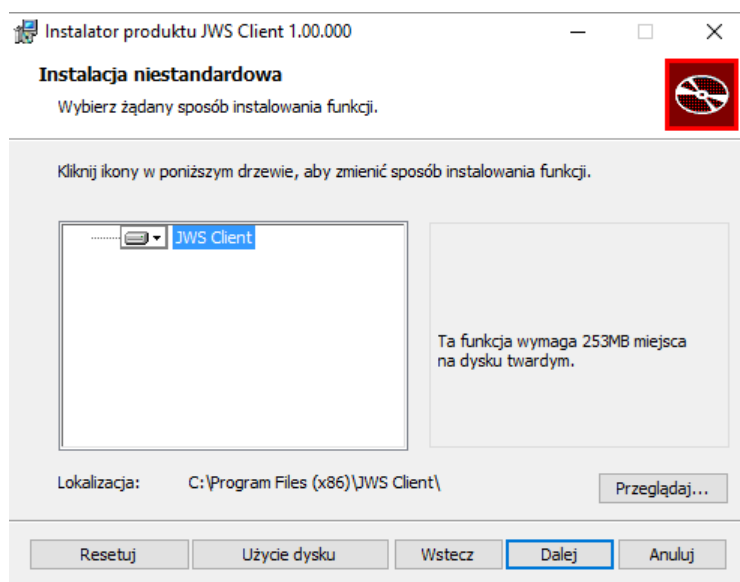 Instalator produktu JWS Client 1.00.000
Instalacja niestandardowa
Wybierz żądany sposób instalowania funkcji.
Kliknij ikony w poniższym drzewie, aby zmienić sposób instalowania funkcji.
JWS Client
Ta funkcja wymaga 253MB miejsca
na dysku twardym.
Lokalizacja: C:\Program Files (x86)\JWS Client\
Przeglądaj...
Resetuj Użycie dysku Wstecz Dalej Anuluj